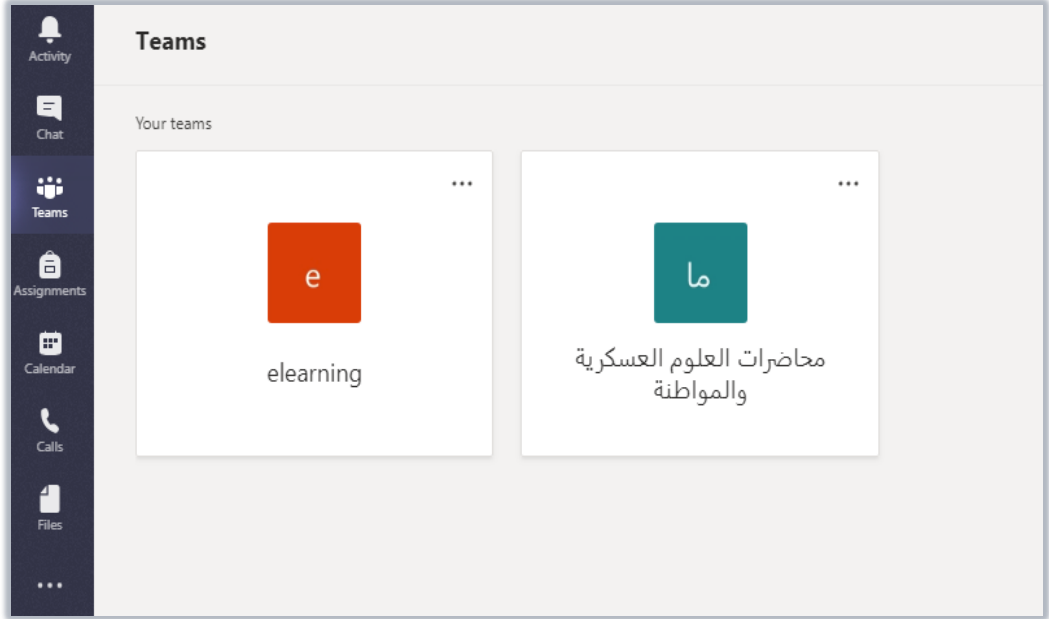 Activity
Chat
Teams
Assignments
Calendar
Calls
Files
Teams
Your teams
e
elearning
ما
محاضرات العلوم العسكرية
والمواطنة